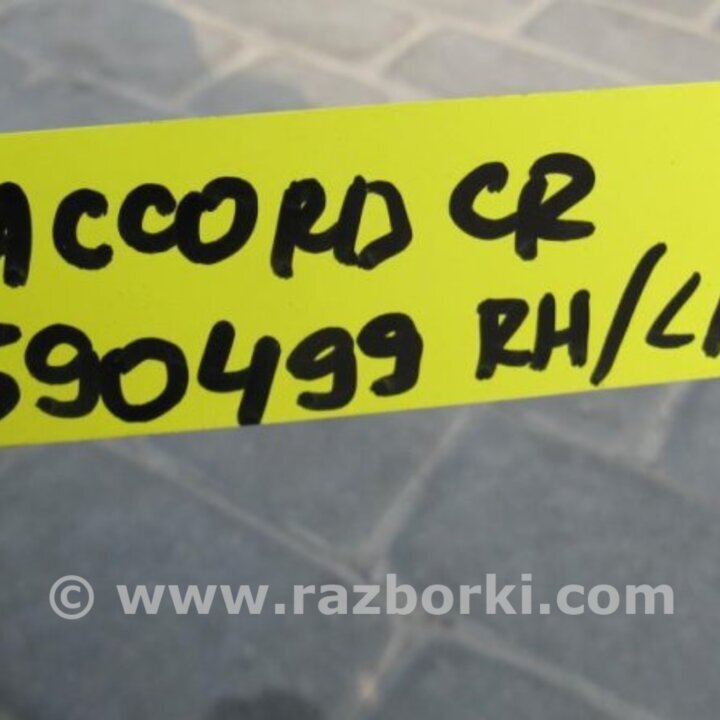 ACCORD CR
590499 RH/LH
© www.razborki.com